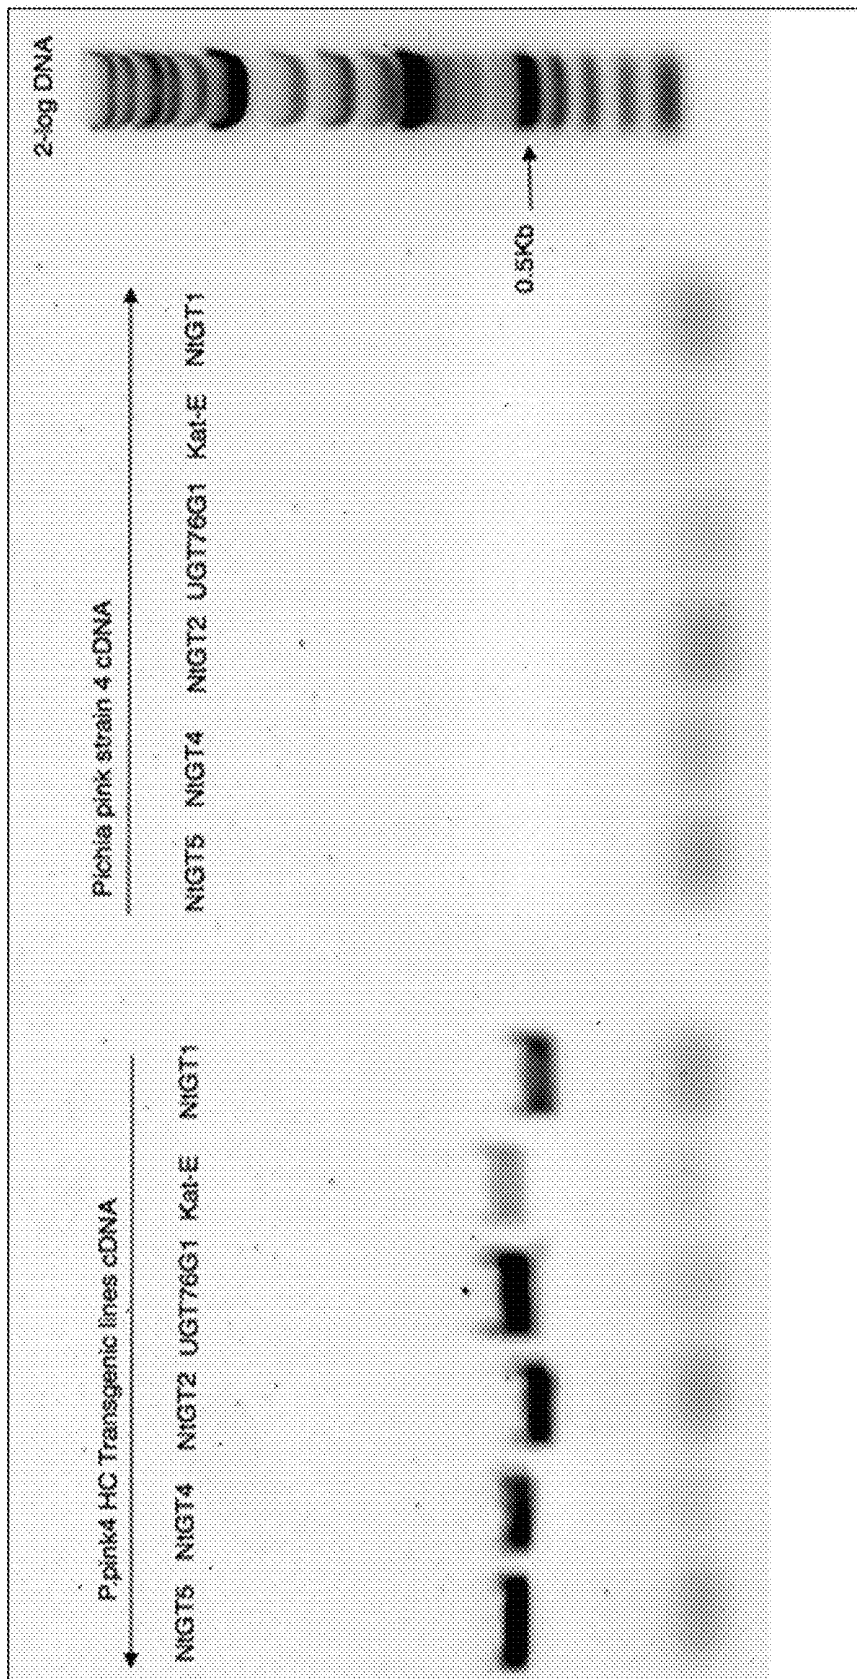 P.pink4 HC Transgenic lines cDNA
NtGT5 NtGT4 NtGT2 UGT76G1 Kat-E NtGT1
Pichia pink strain 4 cDNA
NtGT5 NtGT4 NtGT2 UGT76G1 Kat-E NtGT1
2-log DNA
0.5Kb